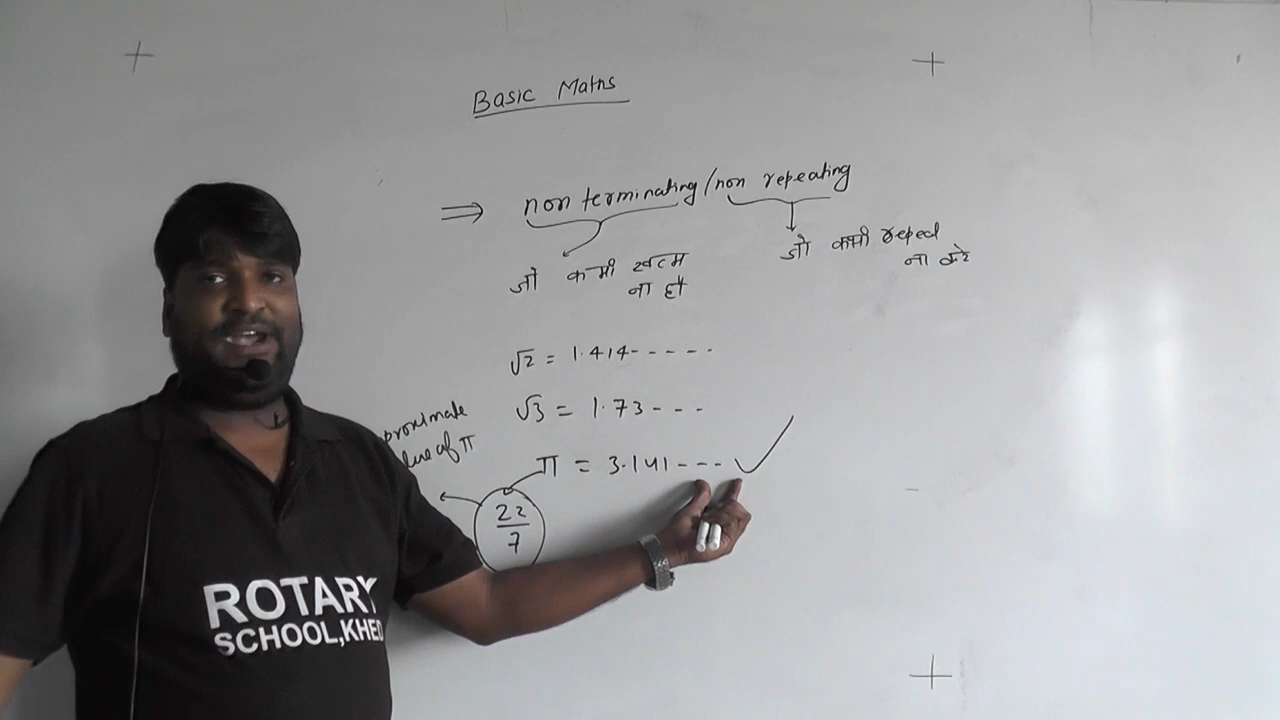 Basic Maths
⇒ non terminating / non repeating
जो कभी खत्म
ना हो
जो कभी repeat
ना करे
√2 = 1.414- - - - -
√3 = 1.73- - -
π = 3.141- - - ✓
22/7
of π
ROTARY
SCHOOL,KHED